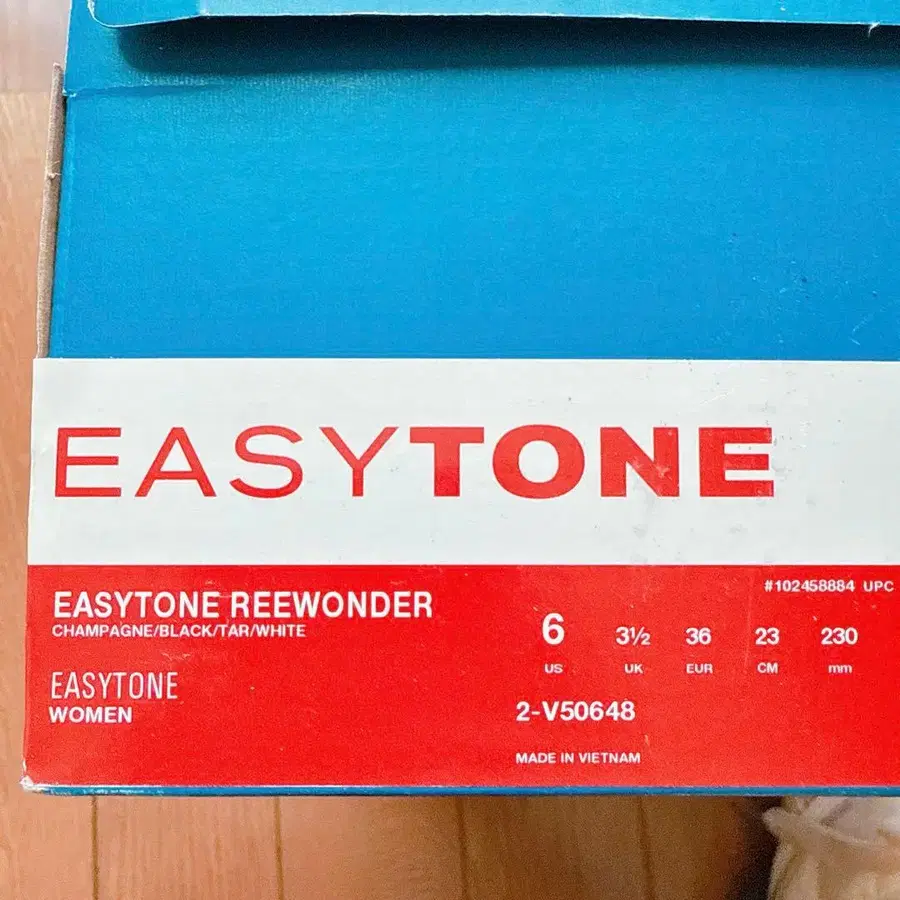 EASYTONE
EASYTONE REEWONDER
CHAMPAGNE/BLACK/TAR/WHITE
EASYTONE
WOMEN
#102458884 UPC
6 3½ 36 23 230
US UK EUR CM mm
2-V50648
MADE IN VIETNAM